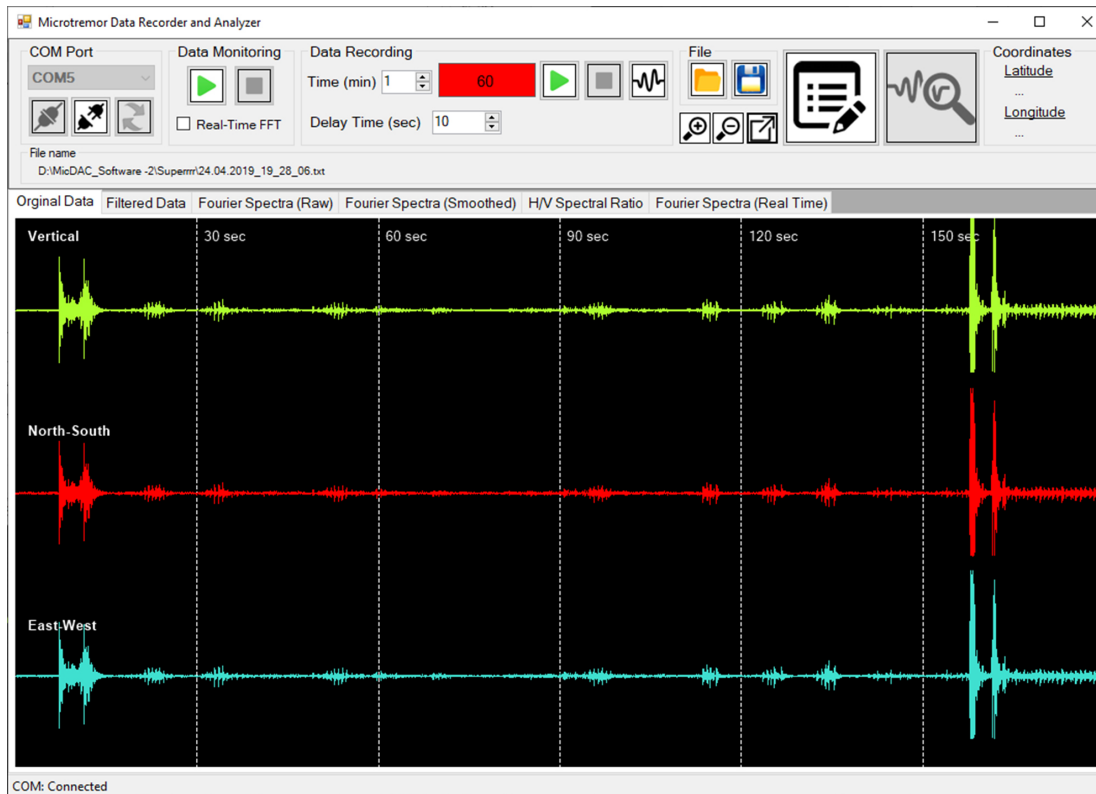 Microtremor Data Recorder and Analyzer
COM Port
COM5
Data Monitoring
Real-Time FFT
Data Recording
Time (min) 1
60
Delay Time (sec) 10
File
Coordinates
Latitude
...
Longitude
...
File name
D:\MicDAC_Software -2\Superrrr\24.04.2019_19_28_06.txt
Orginal Data Filtered Data Fourier Spectra (Raw) Fourier Spectra (Smoothed) H/V Spectral Ratio Fourier Spectra (Real Time)
Vertical 30 sec 60 sec 90 sec 120 sec 150 sec
North-South
East-West
COM: Connected